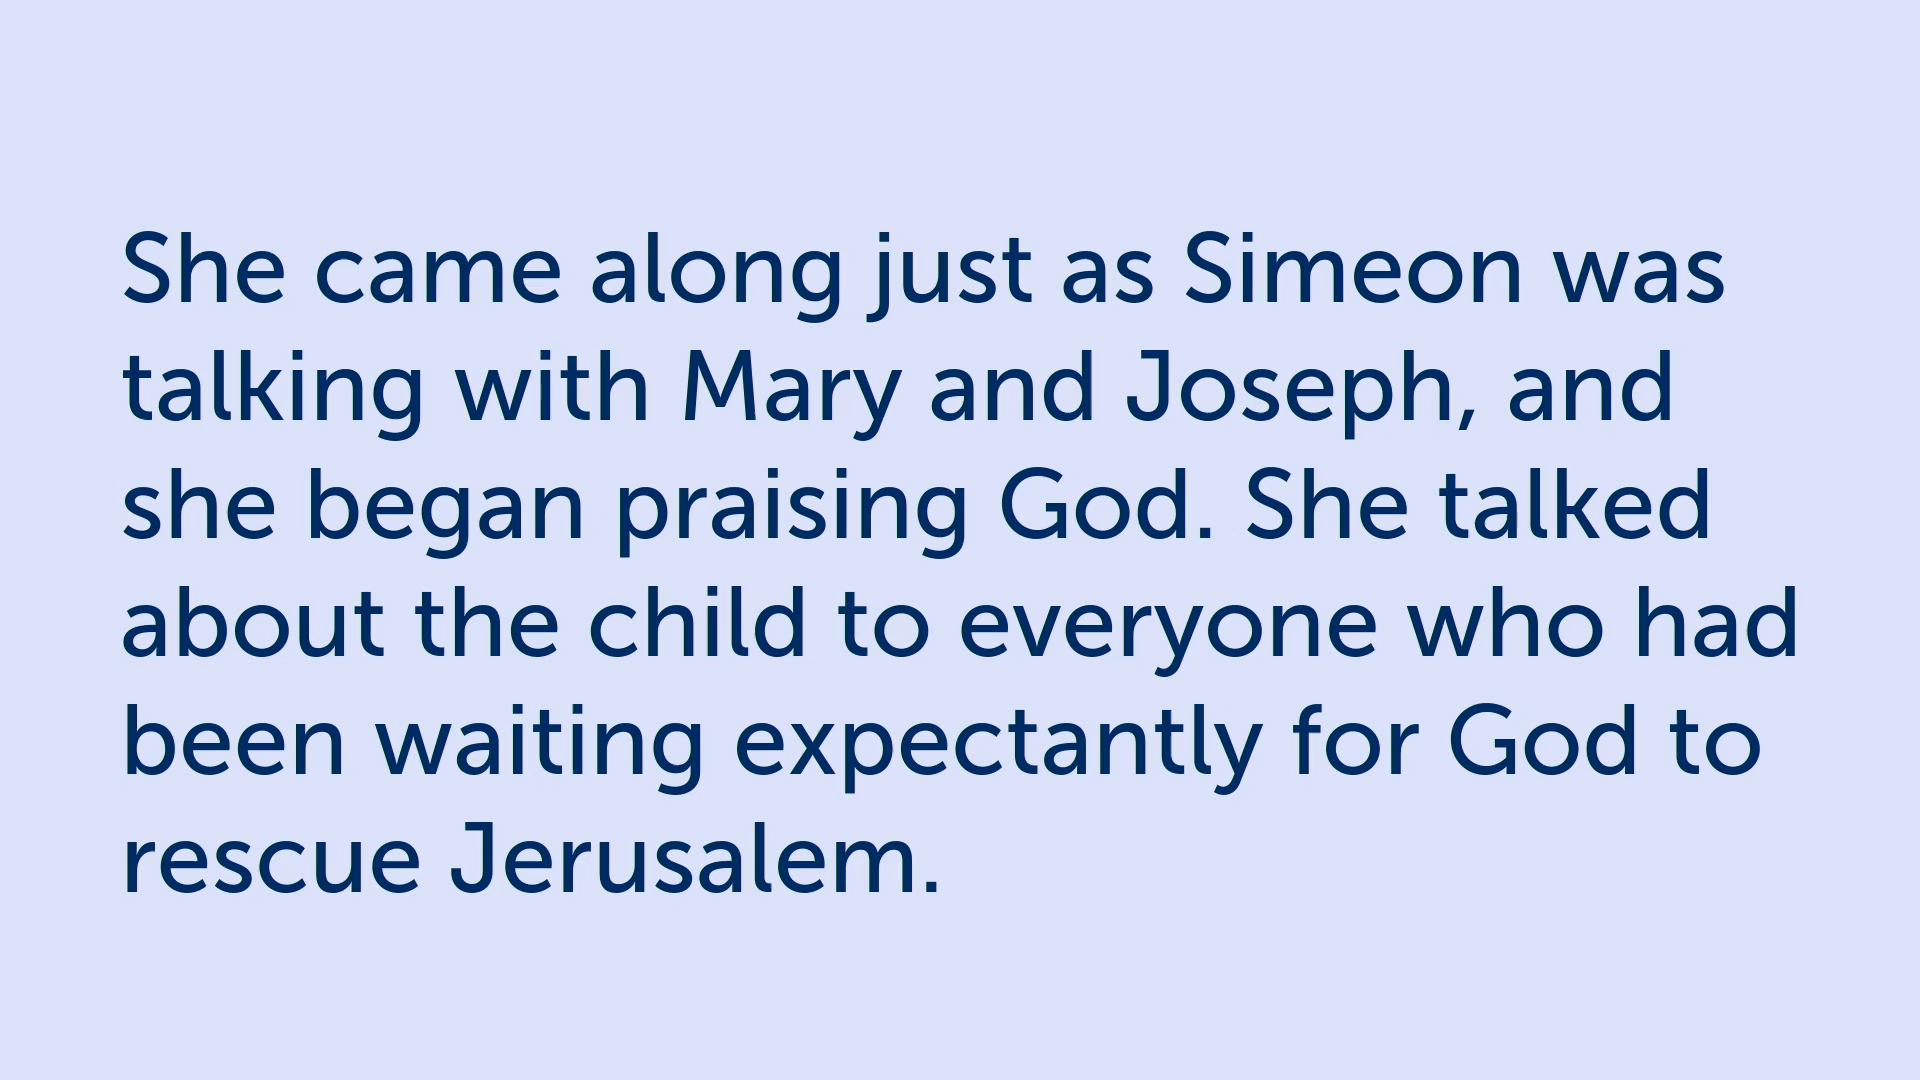 She came along just as Simeon was
talking with Mary and Joseph, and
she began praising God. She talked
about the child to everyone who had
been waiting expectantly for God to
rescue Jerusalem.